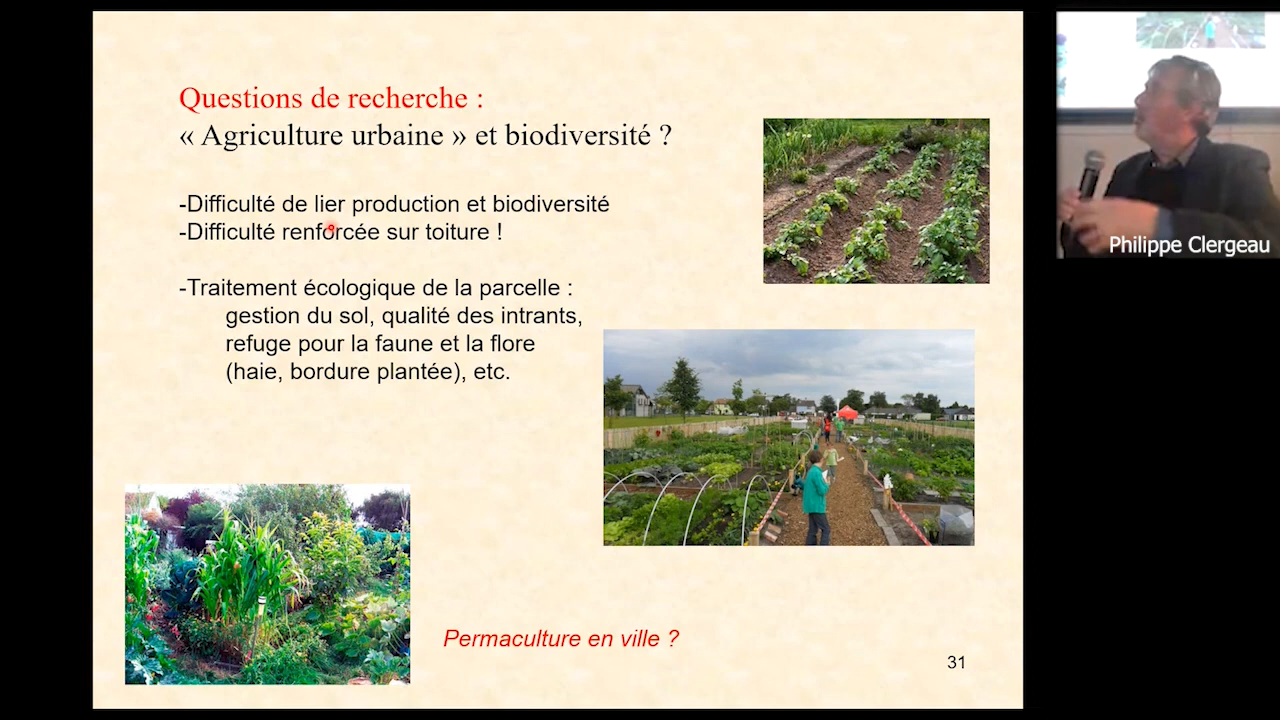 Questions de recherche :
« Agriculture urbaine » et biodiversité ?
-Difficulté de lier production et biodiversité
-Difficulté renforcée sur toiture !
-Traitement écologique de la parcelle :
gestion du sol, qualité des intrants,
refuge pour la faune et la flore
(haie, bordure plantée), etc.
Permaculture en ville ?
31
Philippe Clergeau